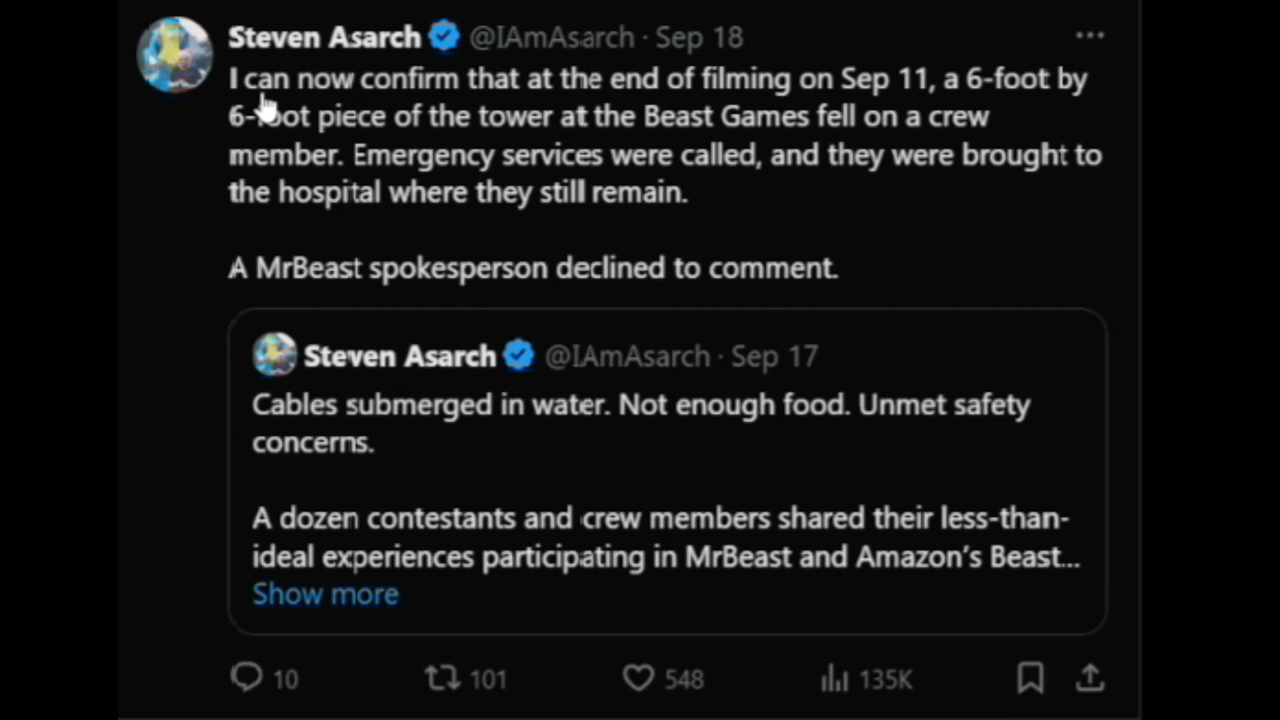 Steven Asarch @IAmAsarch · Sep 18
I can now confirm that at the end of filming on Sep 11, a 6-foot by
6-foot piece of the tower at the Beast Games fell on a crew
member. Emergency services were called, and they were brought to
the hospital where they still remain.
A MrBeast spokesperson declined to comment.
Steven Asarch @IAmAsarch · Sep 17
Cables submerged in water. Not enough food. Unmet safety
concerns.
A dozen contestants and crew members shared their less-than-
ideal experiences participating in MrBeast and Amazon's Beast...
Show more
10 101 548 135K